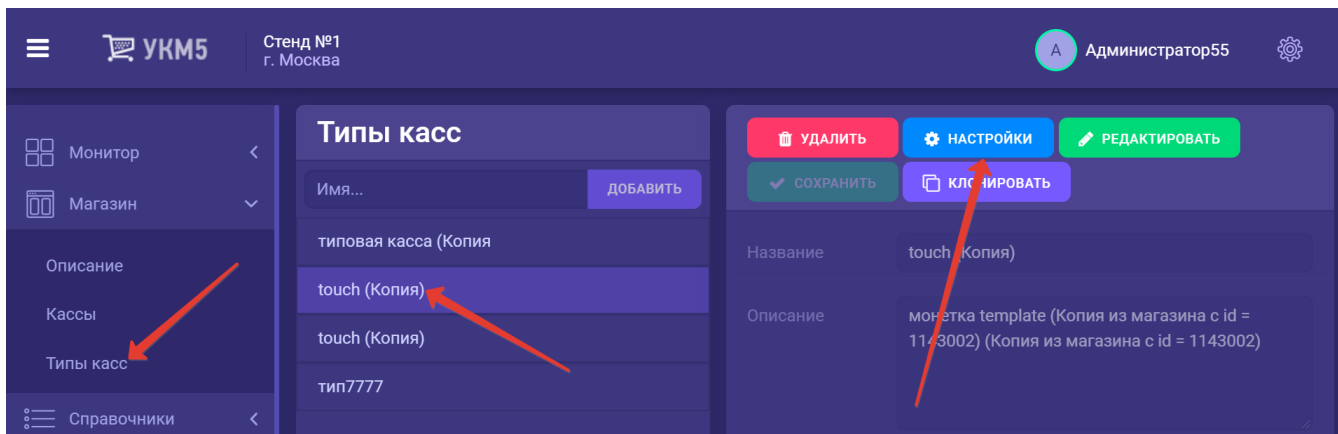 УКМ5
Стенд №1
г. Москва
А
Администратор55
Монитор
Магазин
Описание
Кассы
Типы касс
Справочники
Типы касс
Имя...
ДОБАВИТЬ
типовая касса (Копия
touch (Копия)
touch (Копия)
тип7777
УДАЛИТЬ
НАСТРОЙКИ
РЕДАКТИРОВАТЬ
СОХРАНИТЬ
КЛОНИРОВАТЬ
Название
touch (Копия)
Описание
монетка template (Копия из магазина с id =
1143002) (Копия из магазина с id = 1143002)